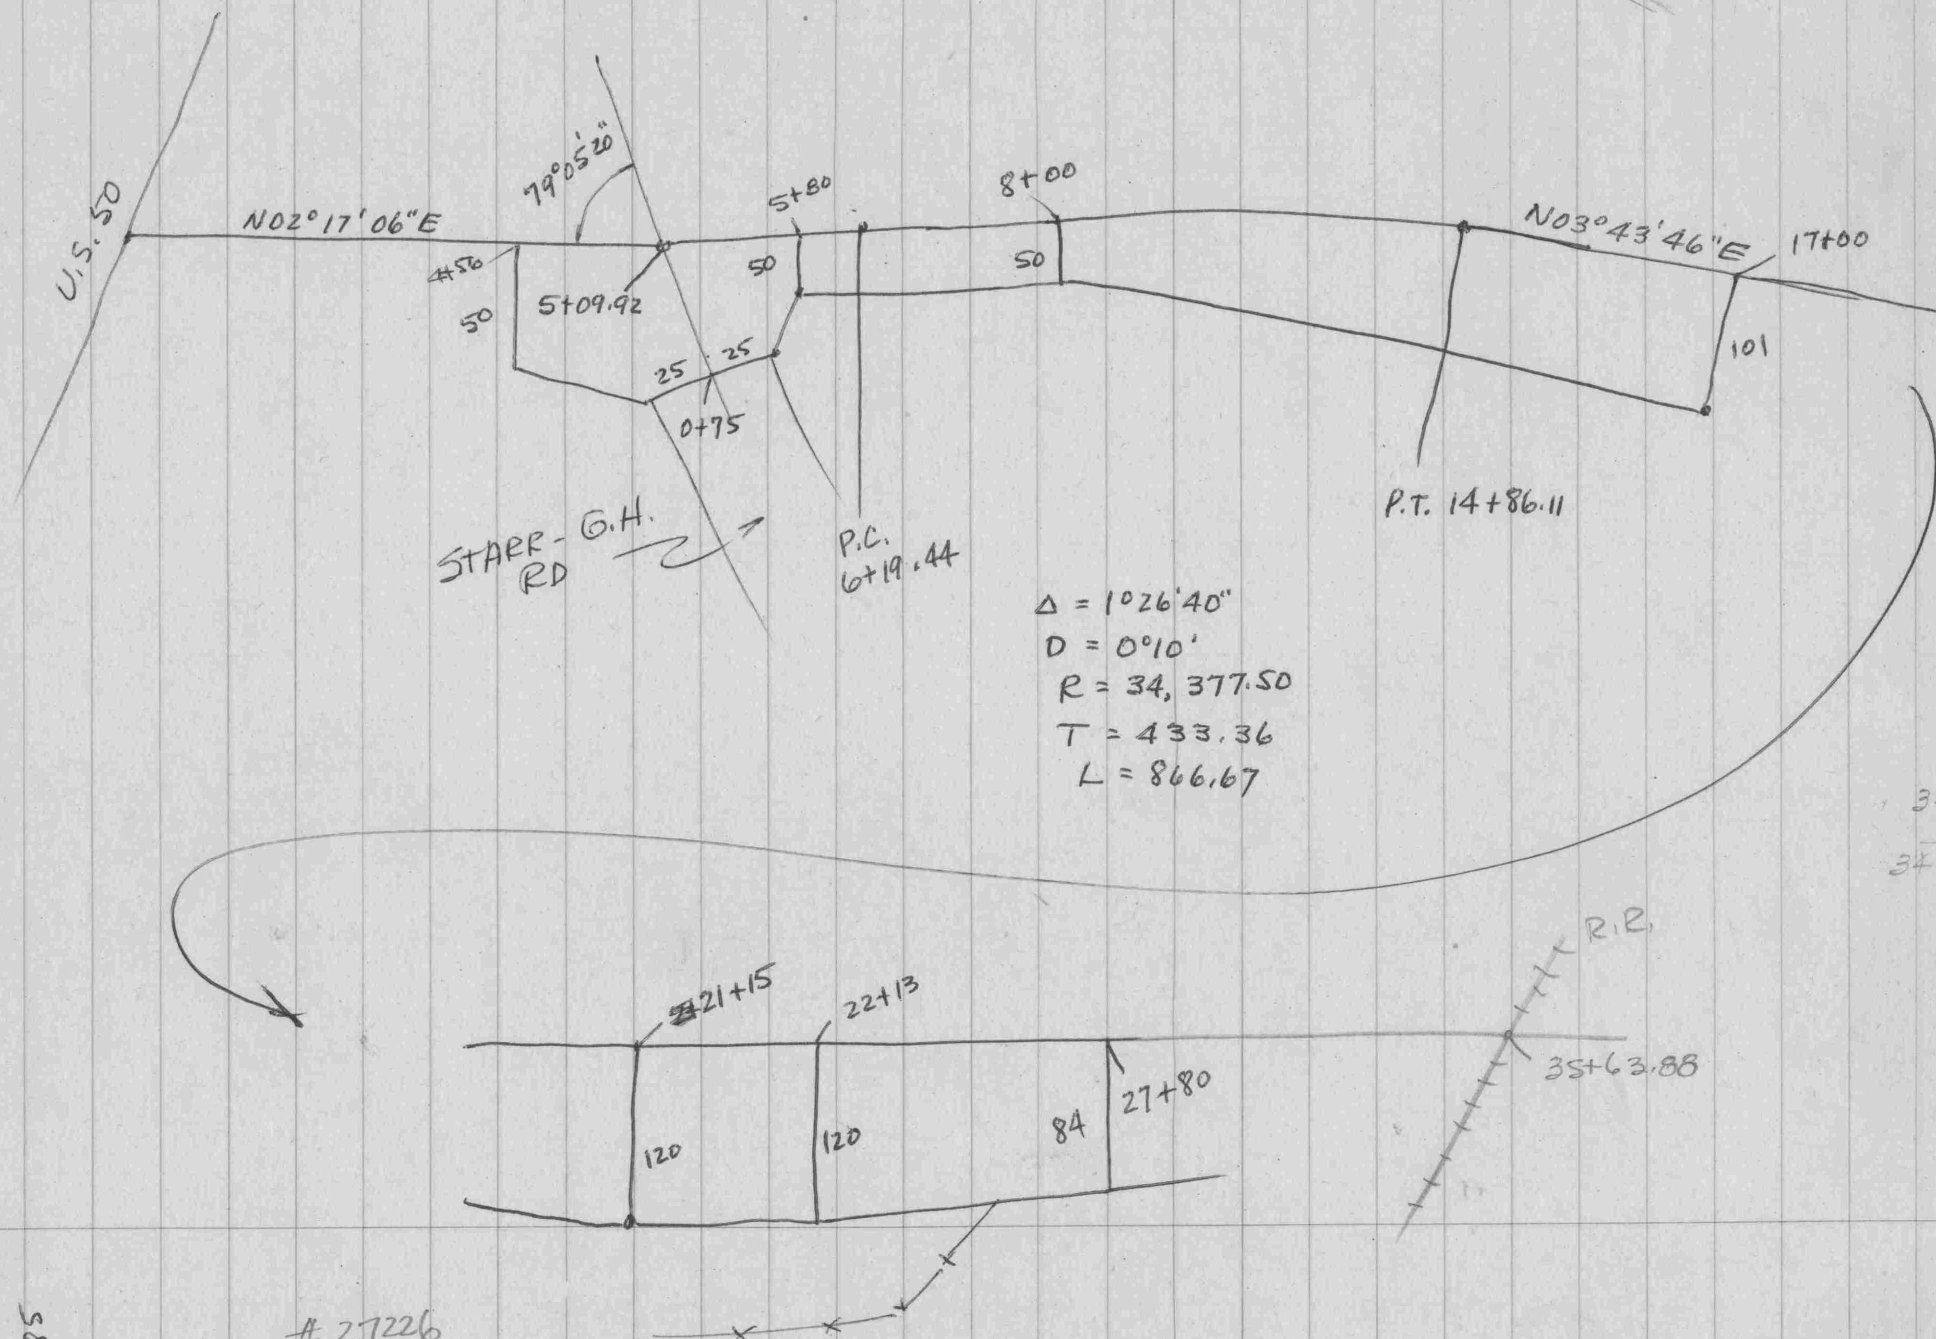 U.S. 50
N02°17'06"E
79°05'20"
4+56
50
5+09.92
5+80
50
25
25
0+75
8+00
50
N03°43'46"E
17+00
101
P.T. 14+86.11
STARR - G.H.
RD
P.C.
6+19.44
Δ = 1°26'40"
D = 0°10'
R = 34,377.50
T = 433.36
L = 866.67
R.R.
21+15
22+13
27+80
35+63.88
120
120
84
# 27226